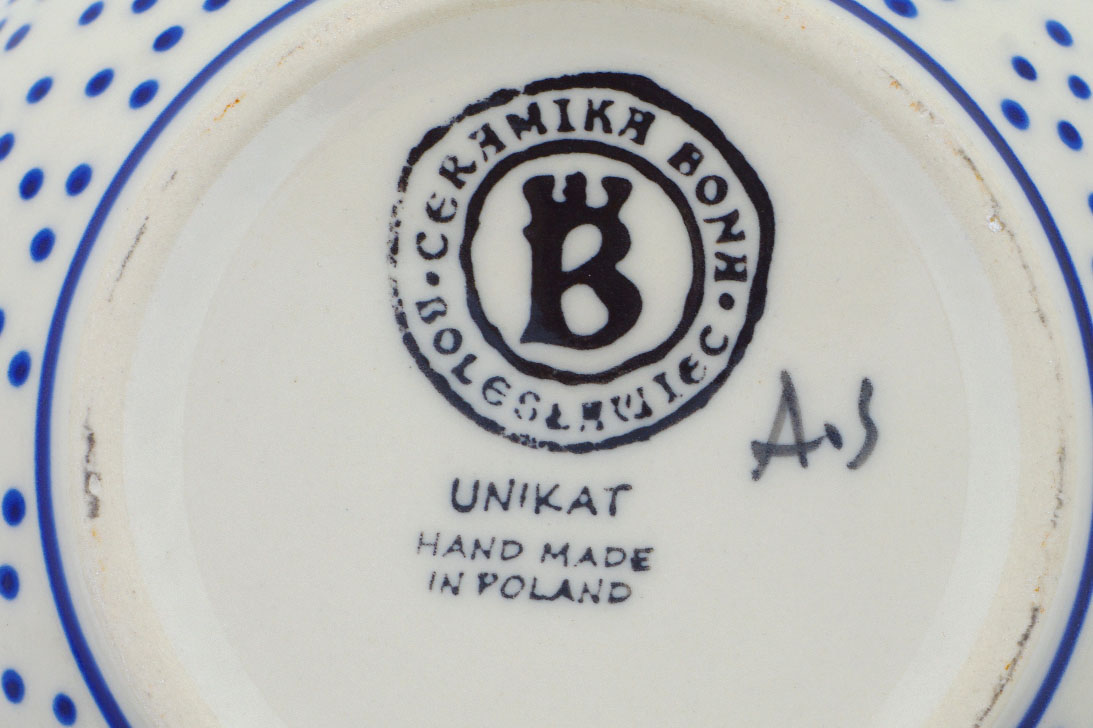 CERAMIKA BONA
BOLESŁAWIEC
B
A.S
UNIKAT
HAND MADE
IN POLAND